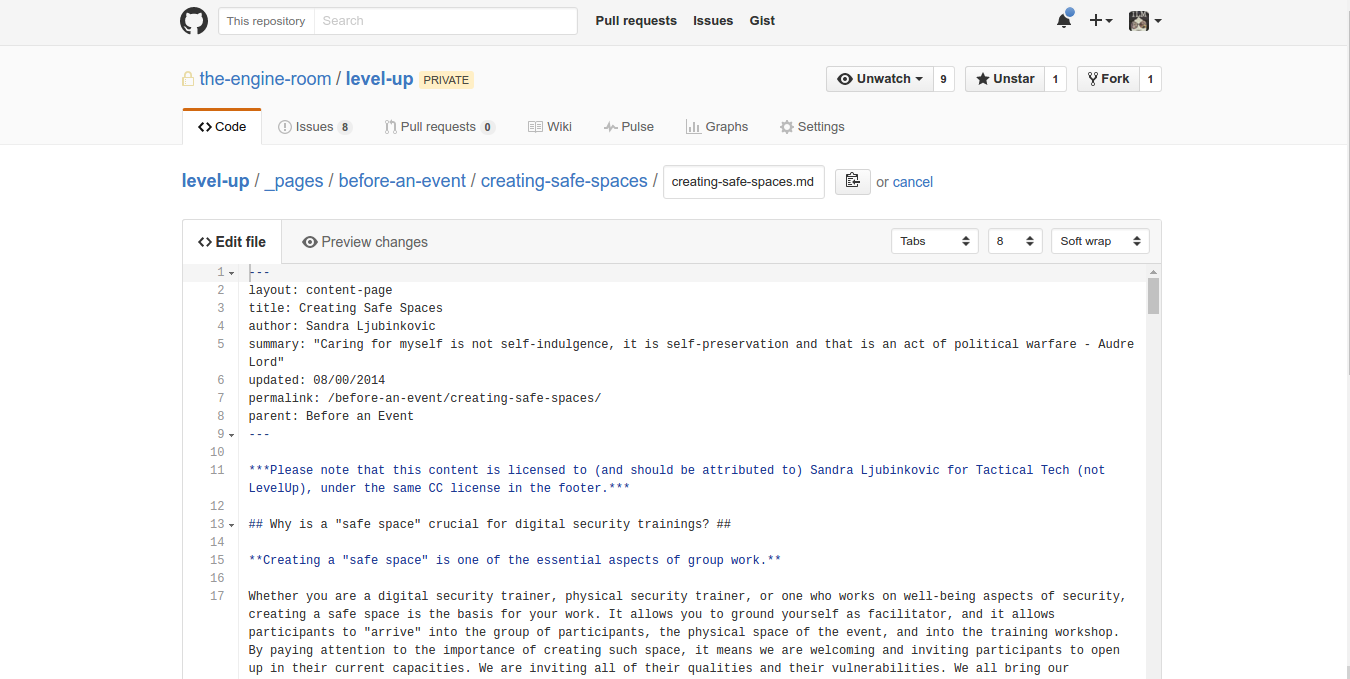 This repository Search Pull requests Issues Gist
the-engine-room / level-up PRIVATE Unwatch 9 Unstar 1 Fork 1
Code Issues 8 Pull requests 0 Wiki Pulse Graphs Settings
level-up / _pages / before-an-event / creating-safe-spaces / creating-safe-spaces.md or cancel
Edit file Preview changes Tabs 8 Soft wrap
1 ---
2 layout: content-page
3 title: Creating Safe Spaces
4 author: Sandra Ljubinkovic
5 summary: "Caring for myself is not self-indulgence, it is self-preservation and that is an act of political warfare - Audre
Lord"
6 updated: 08/00/2014
7 permalink: /before-an-event/creating-safe-spaces/
8 parent: Before an Event
9 ---
10
11 ***Please note that this content is licensed to (and should be attributed to) Sandra Ljubinkovic for Tactical Tech (not
LevelUp), under the same CC license in the footer.***
12
13 ## Why is a "safe space" crucial for digital security trainings? ##
14
15 **Creating a "safe space" is one of the essential aspects of group work.**
16
17 Whether you are a digital security trainer, physical security trainer, or one who works on well-being aspects of security,
creating a safe space is the basis for your work. It allows you to ground yourself as facilitator, and it allows
participants to "arrive" into the group of participants, the physical space of the event, and into the training workshop.
By paying attention to the importance of creating such space, it means we are welcoming and inviting participants to open
up in their current capacities. We are inviting all of their qualities and their vulnerabilities. We all bring our